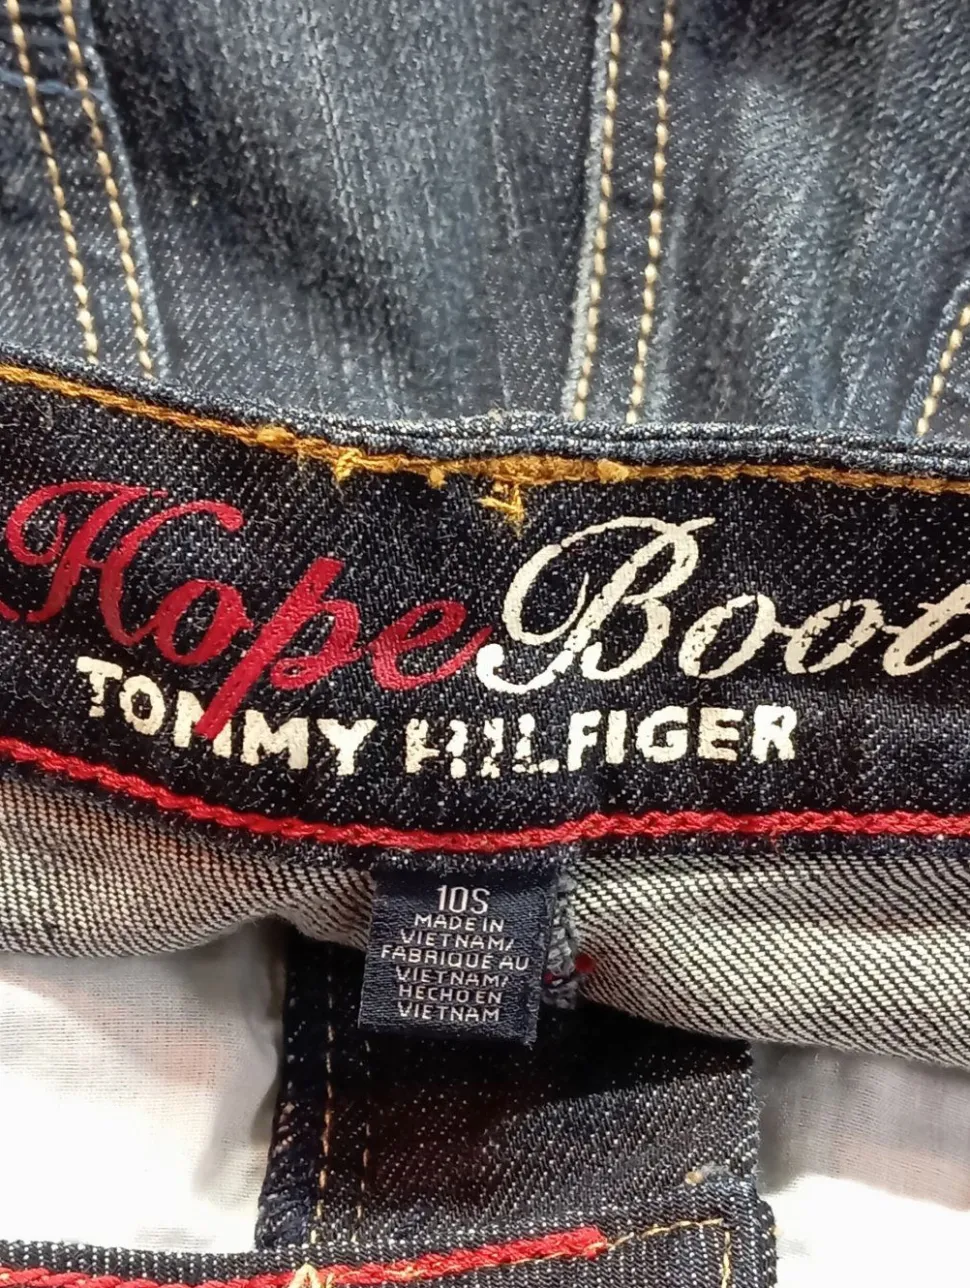 Hope Boot
TOMMY HILFIGER
10S
MADE IN
VIETNAM/
FABRIQUE AU
VIETNAM/
HECHO EN
VIETNAM